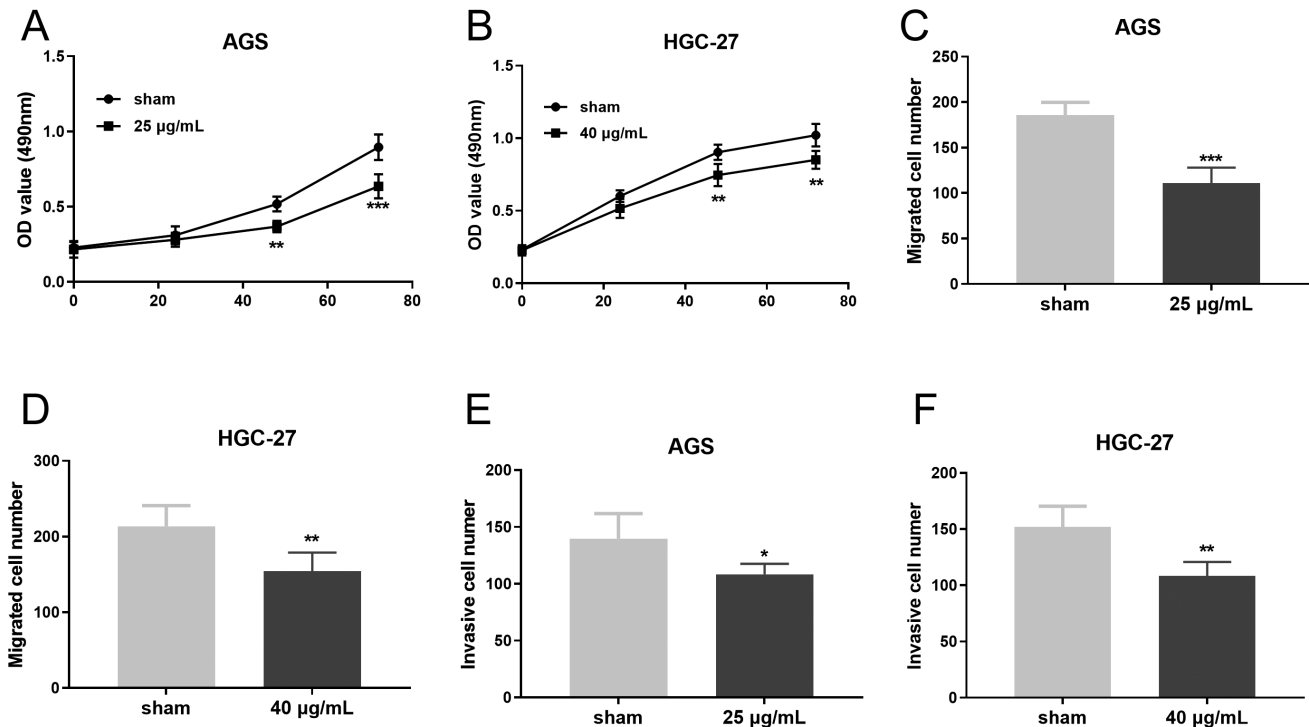 A
AGS
OD value (490nm)
1.5
1.0
0.5
0.0
sham
25 µg/mL
**
***
0
20
40
60
80
B
HGC-27
OD value (490nm)
1.5
1.0
0.5
0.0
sham
40 µg/mL
**
**
0
20
40
60
80
C
AGS
Migrated cell number
250
200
150
100
50
0
***
sham
25 µg/mL
D
HGC-27
Migrated cell number
300
200
100
0
**
sham
40 µg/mL
E
AGS
Invasive cell numer
200
150
100
50
0
*
sham
25 µg/mL
F
HGC-27
Invasive cell number
200
150
100
50
0
**
sham
40 µg/mL